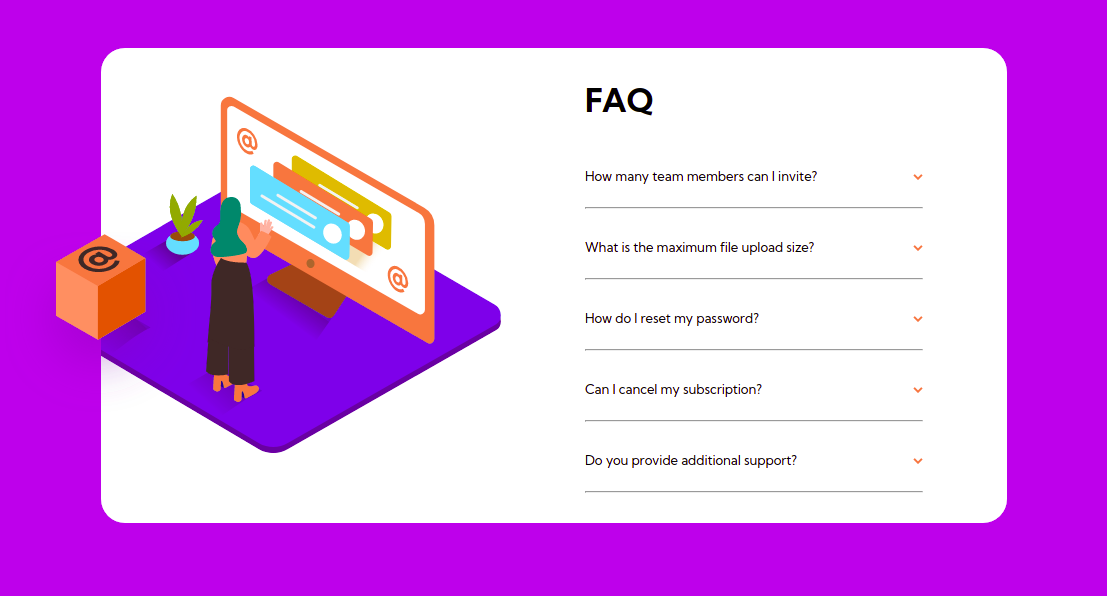 @
@
@
FAQ
How many team members can I invite?
What is the maximum file upload size?
How do I reset my password?
Can I cancel my subscription?
Do you provide additional support?